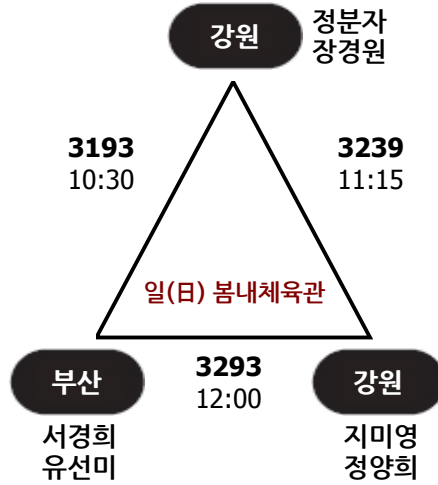 강원
정분자
장경원
3193
10:30
3239
11:15
일(日) 봄내체육관
부산
3293
12:00
강원
서경희
유선미
지미영
정양희